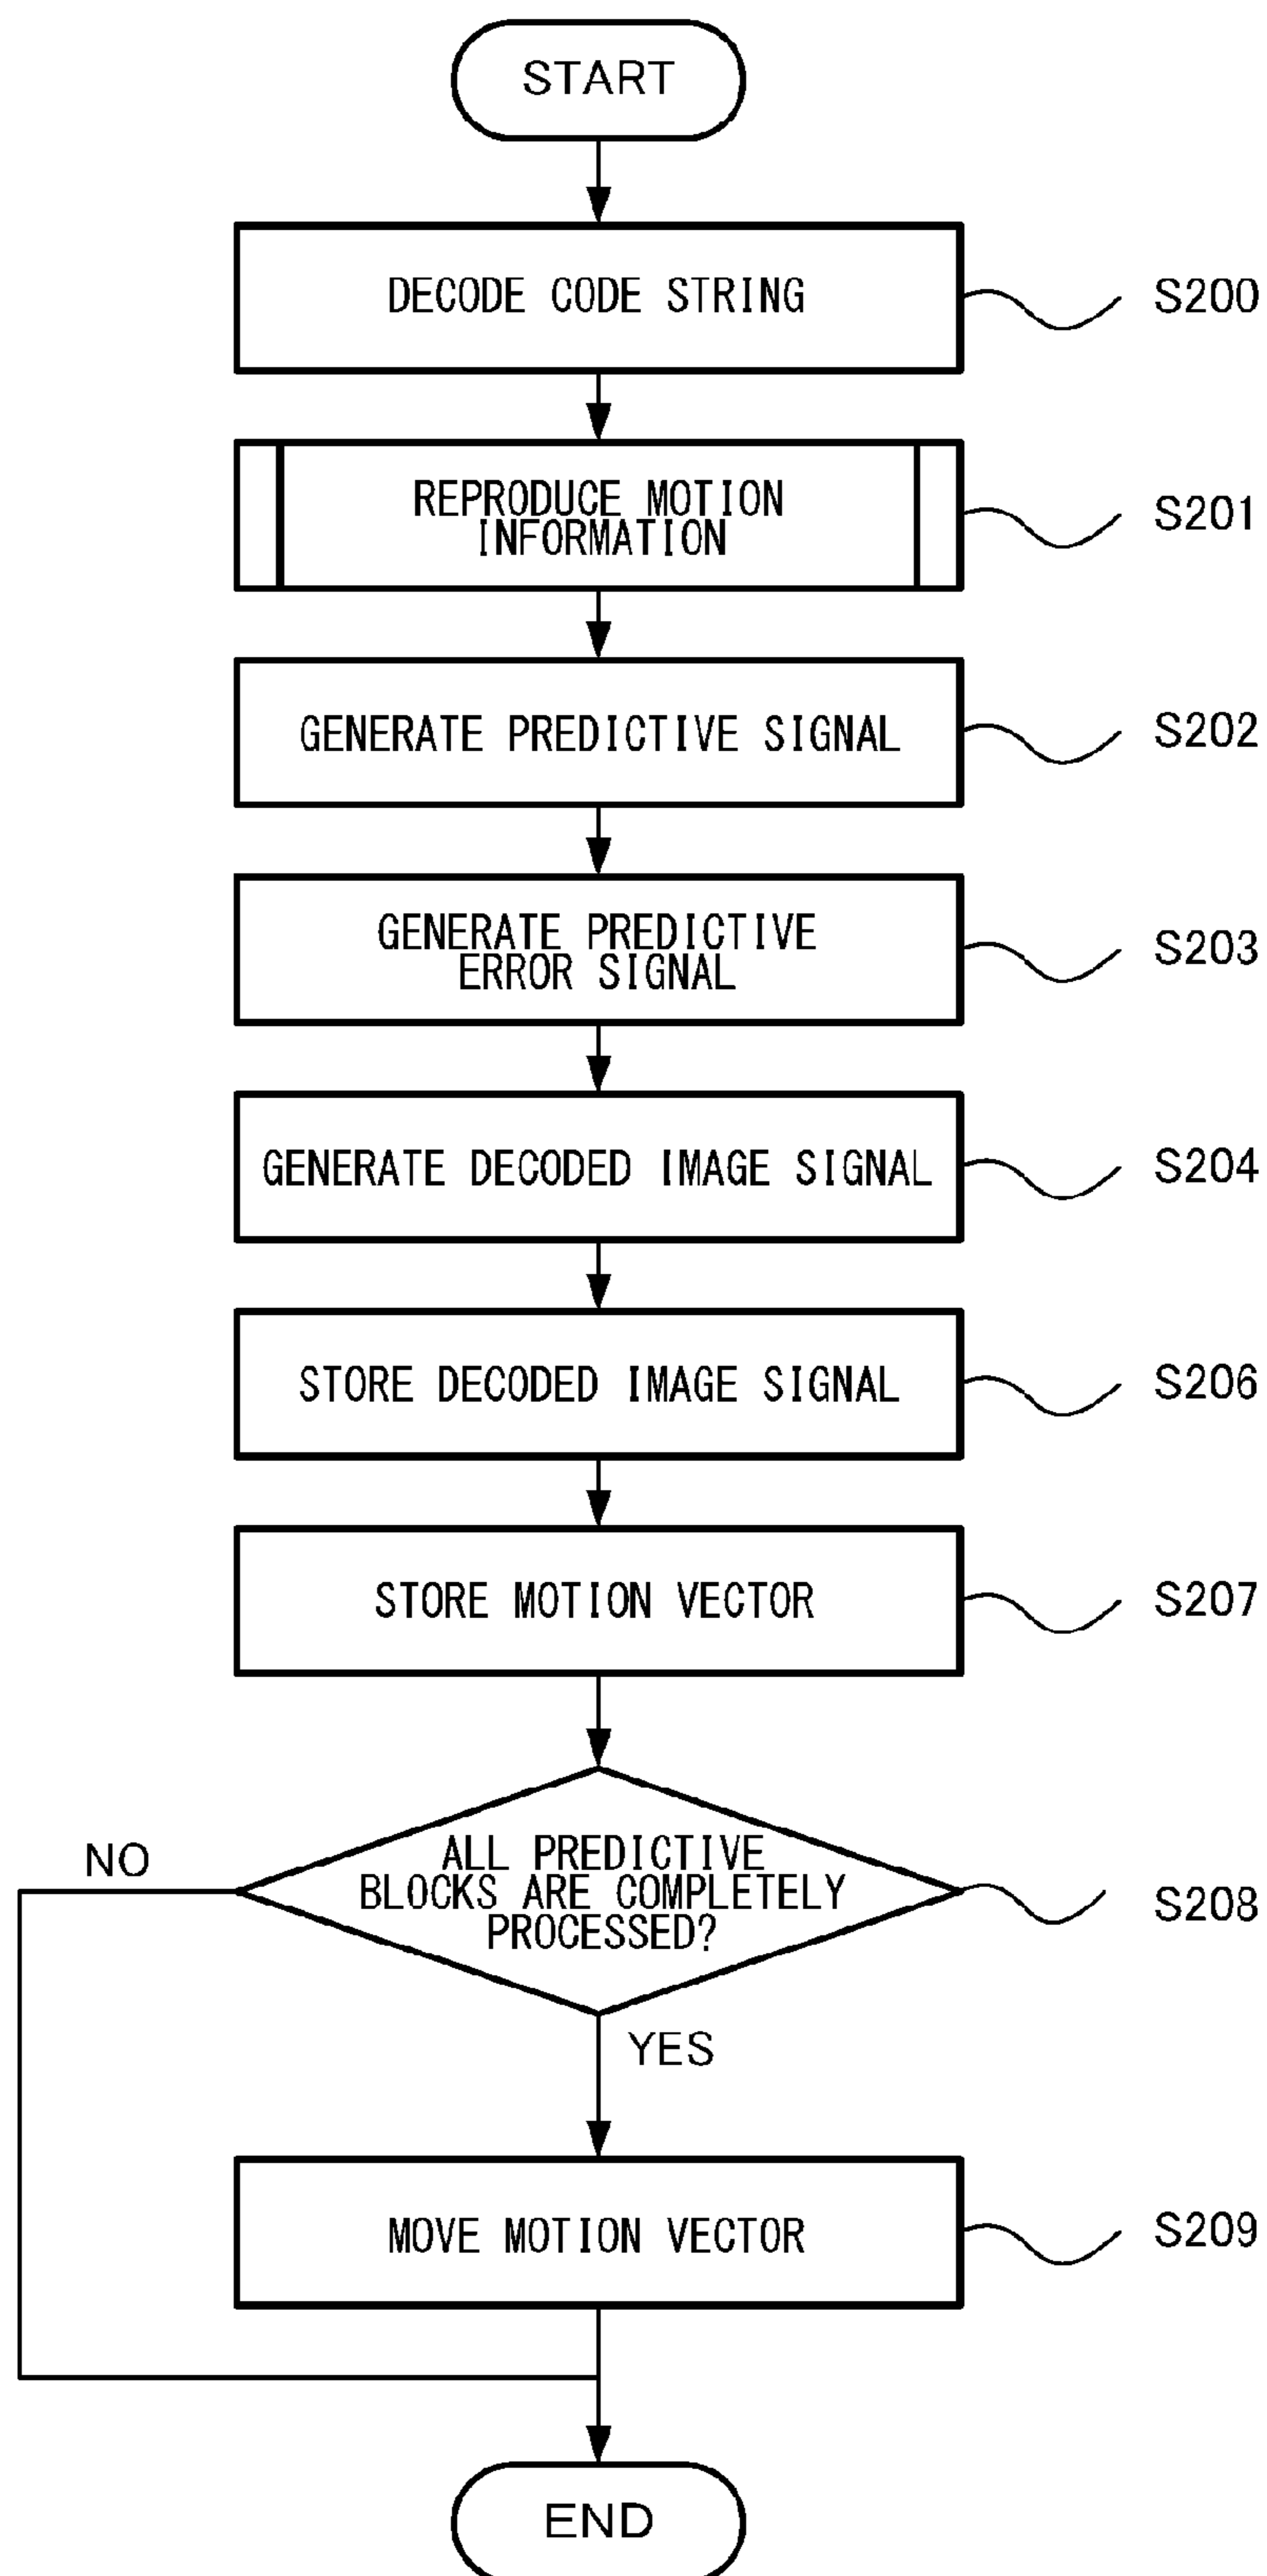 START
DECODE CODE STRING
S200
REPRODUCE MOTION
INFORMATION
S201
GENERATE PREDICTIVE SIGNAL
S202
GENERATE PREDICTIVE
ERROR SIGNAL
S203
GENERATE DECODED IMAGE SIGNAL
S204
STORE DECODED IMAGE SIGNAL
S206
STORE MOTION VECTOR
S207
NO
ALL PREDICTIVE
BLOCKS ARE COMPLETELY
PROCESSED?
S208
YES
MOVE MOTION VECTOR
S209
END